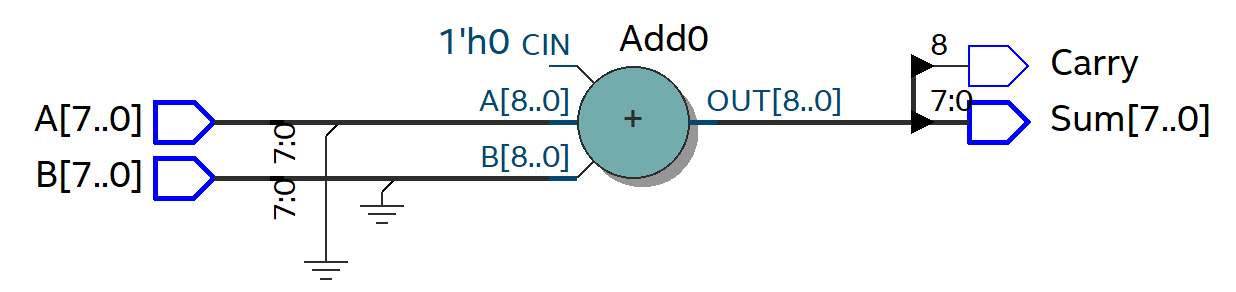 1'h0 CIN
Add0
8
Carry
A[7..0]
7:0
A[8..0]
+
OUT[8..0]
7:0
Sum[7..0]
B[7..0]
7:0
B[8..0]